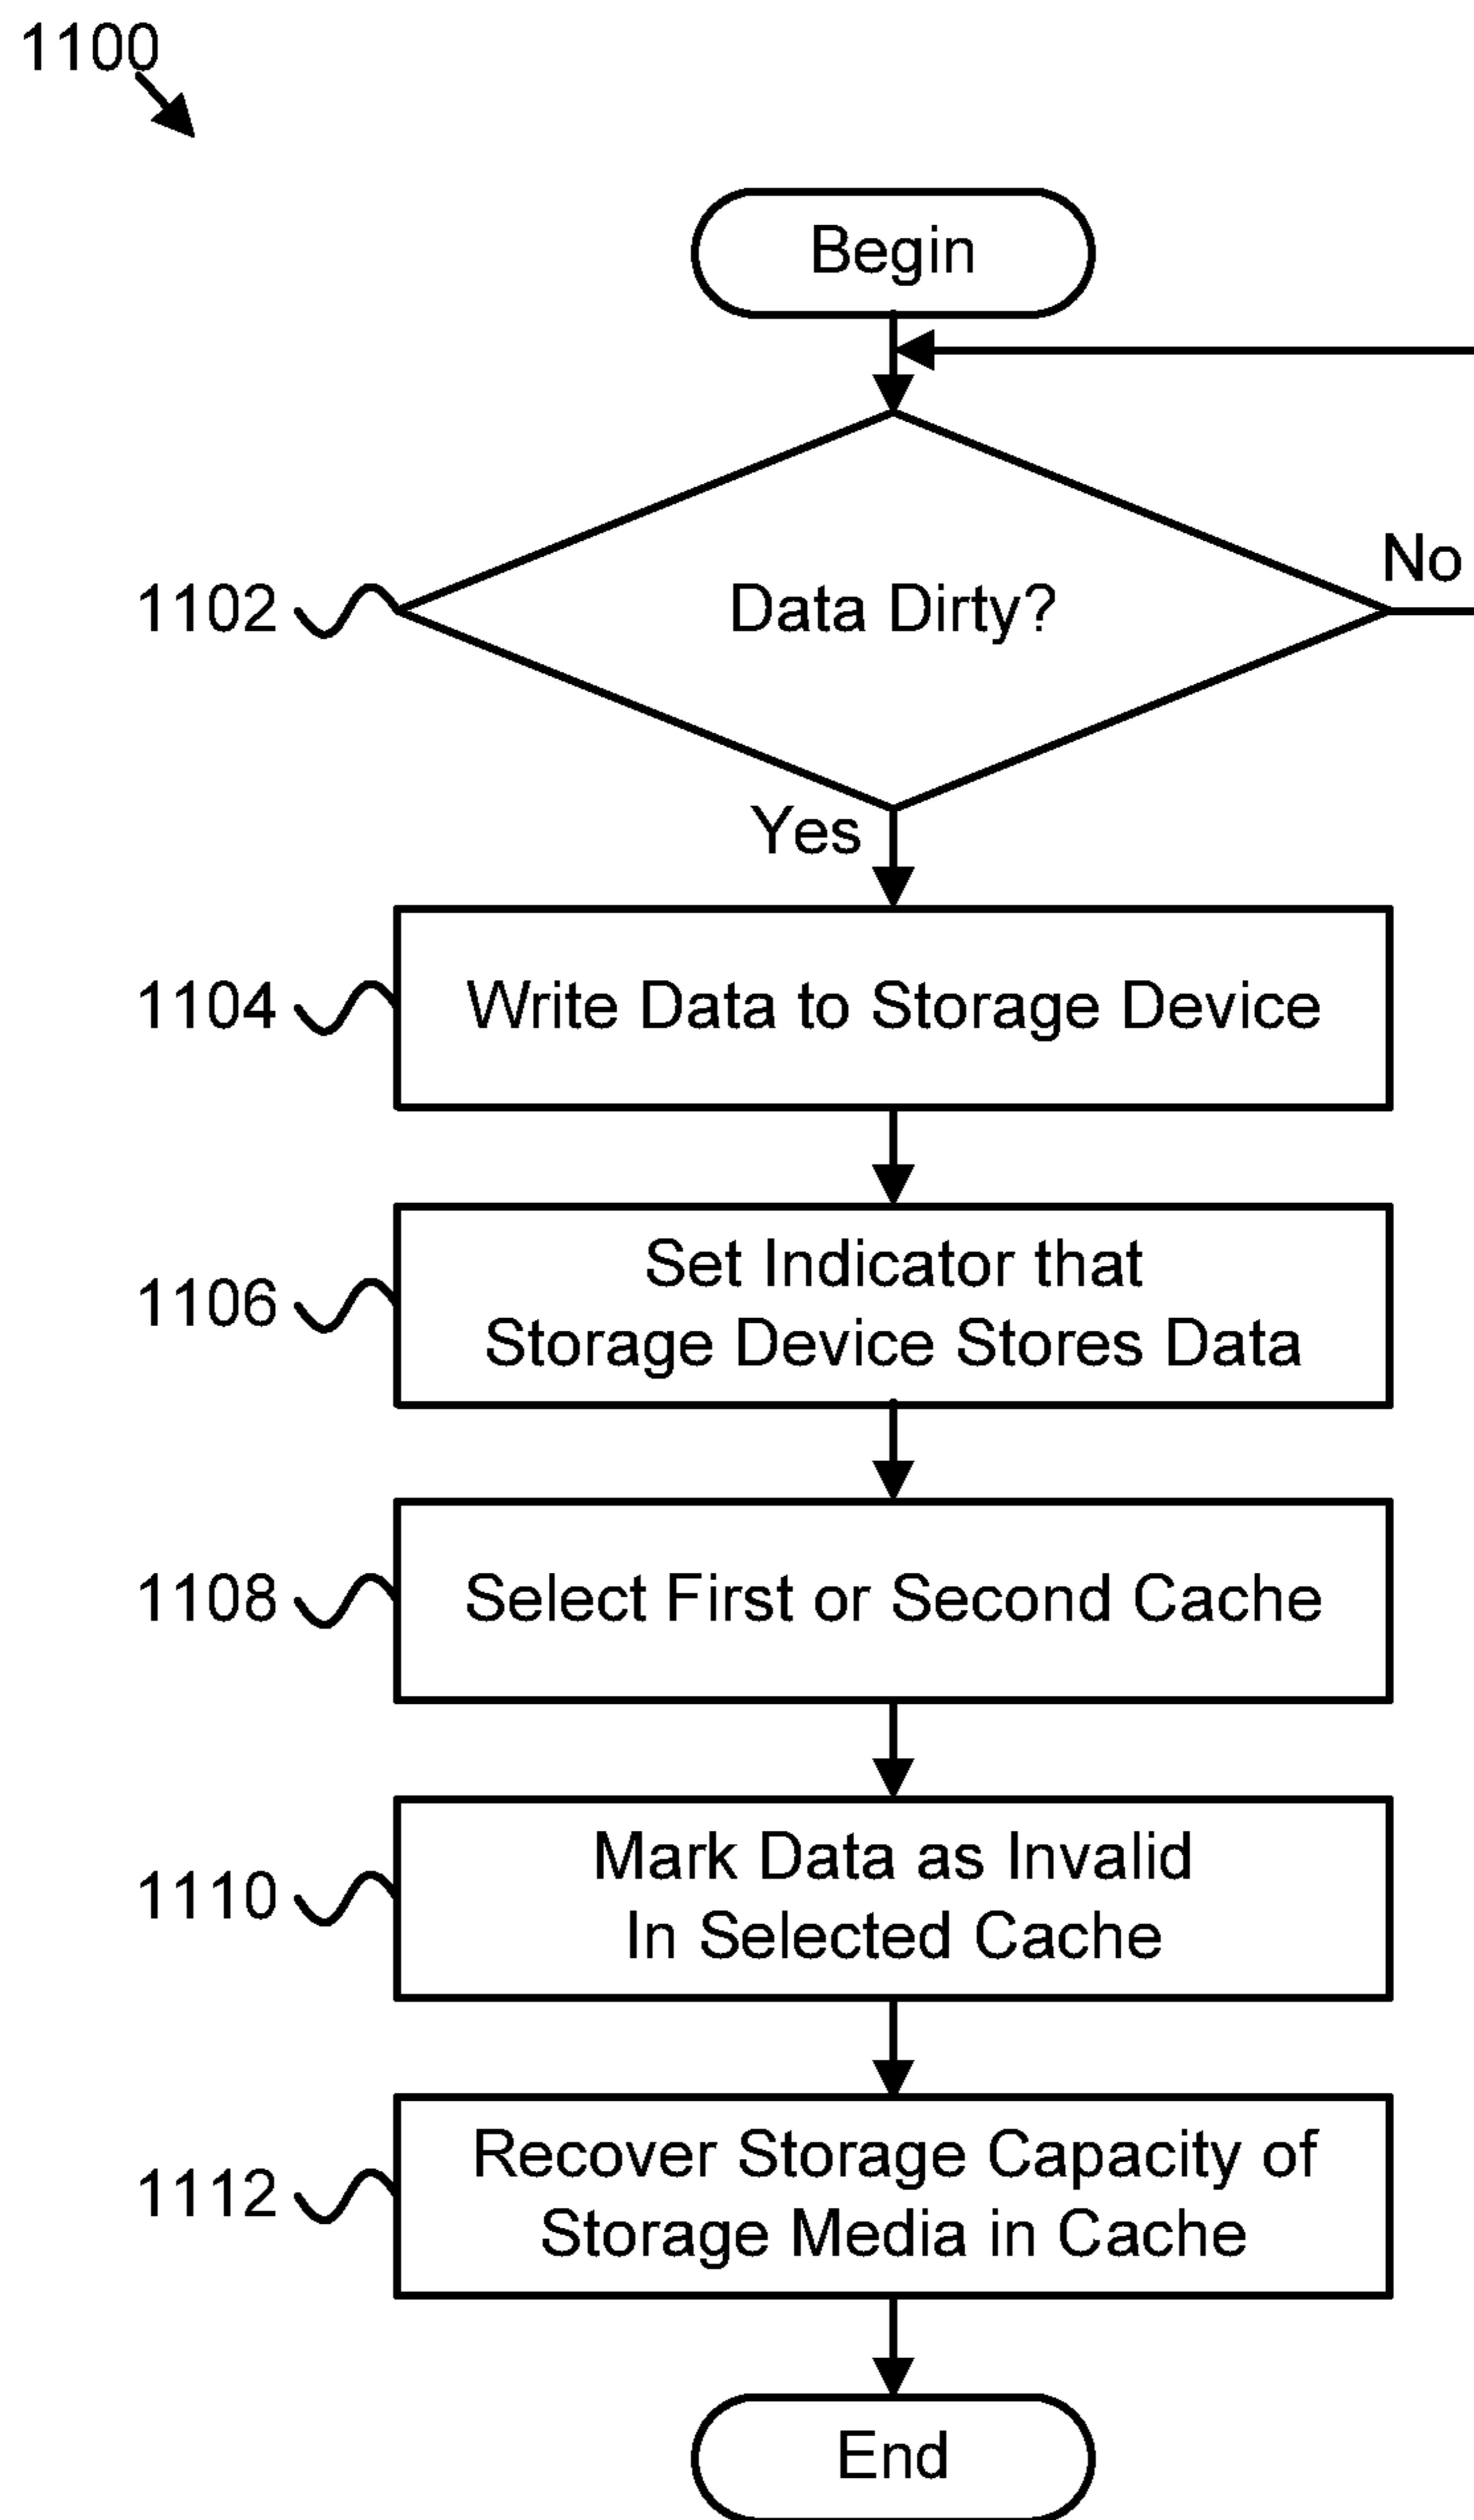 1100
Begin
1102
Data Dirty?
No
Yes
1104
Write Data to Storage Device
1106
Set Indicator that
Storage Device Stores Data
1108
Select First or Second Cache
1110
Mark Data as Invalid
In Selected Cache
1112
Recover Storage Capacity of
Storage Media in Cache
End